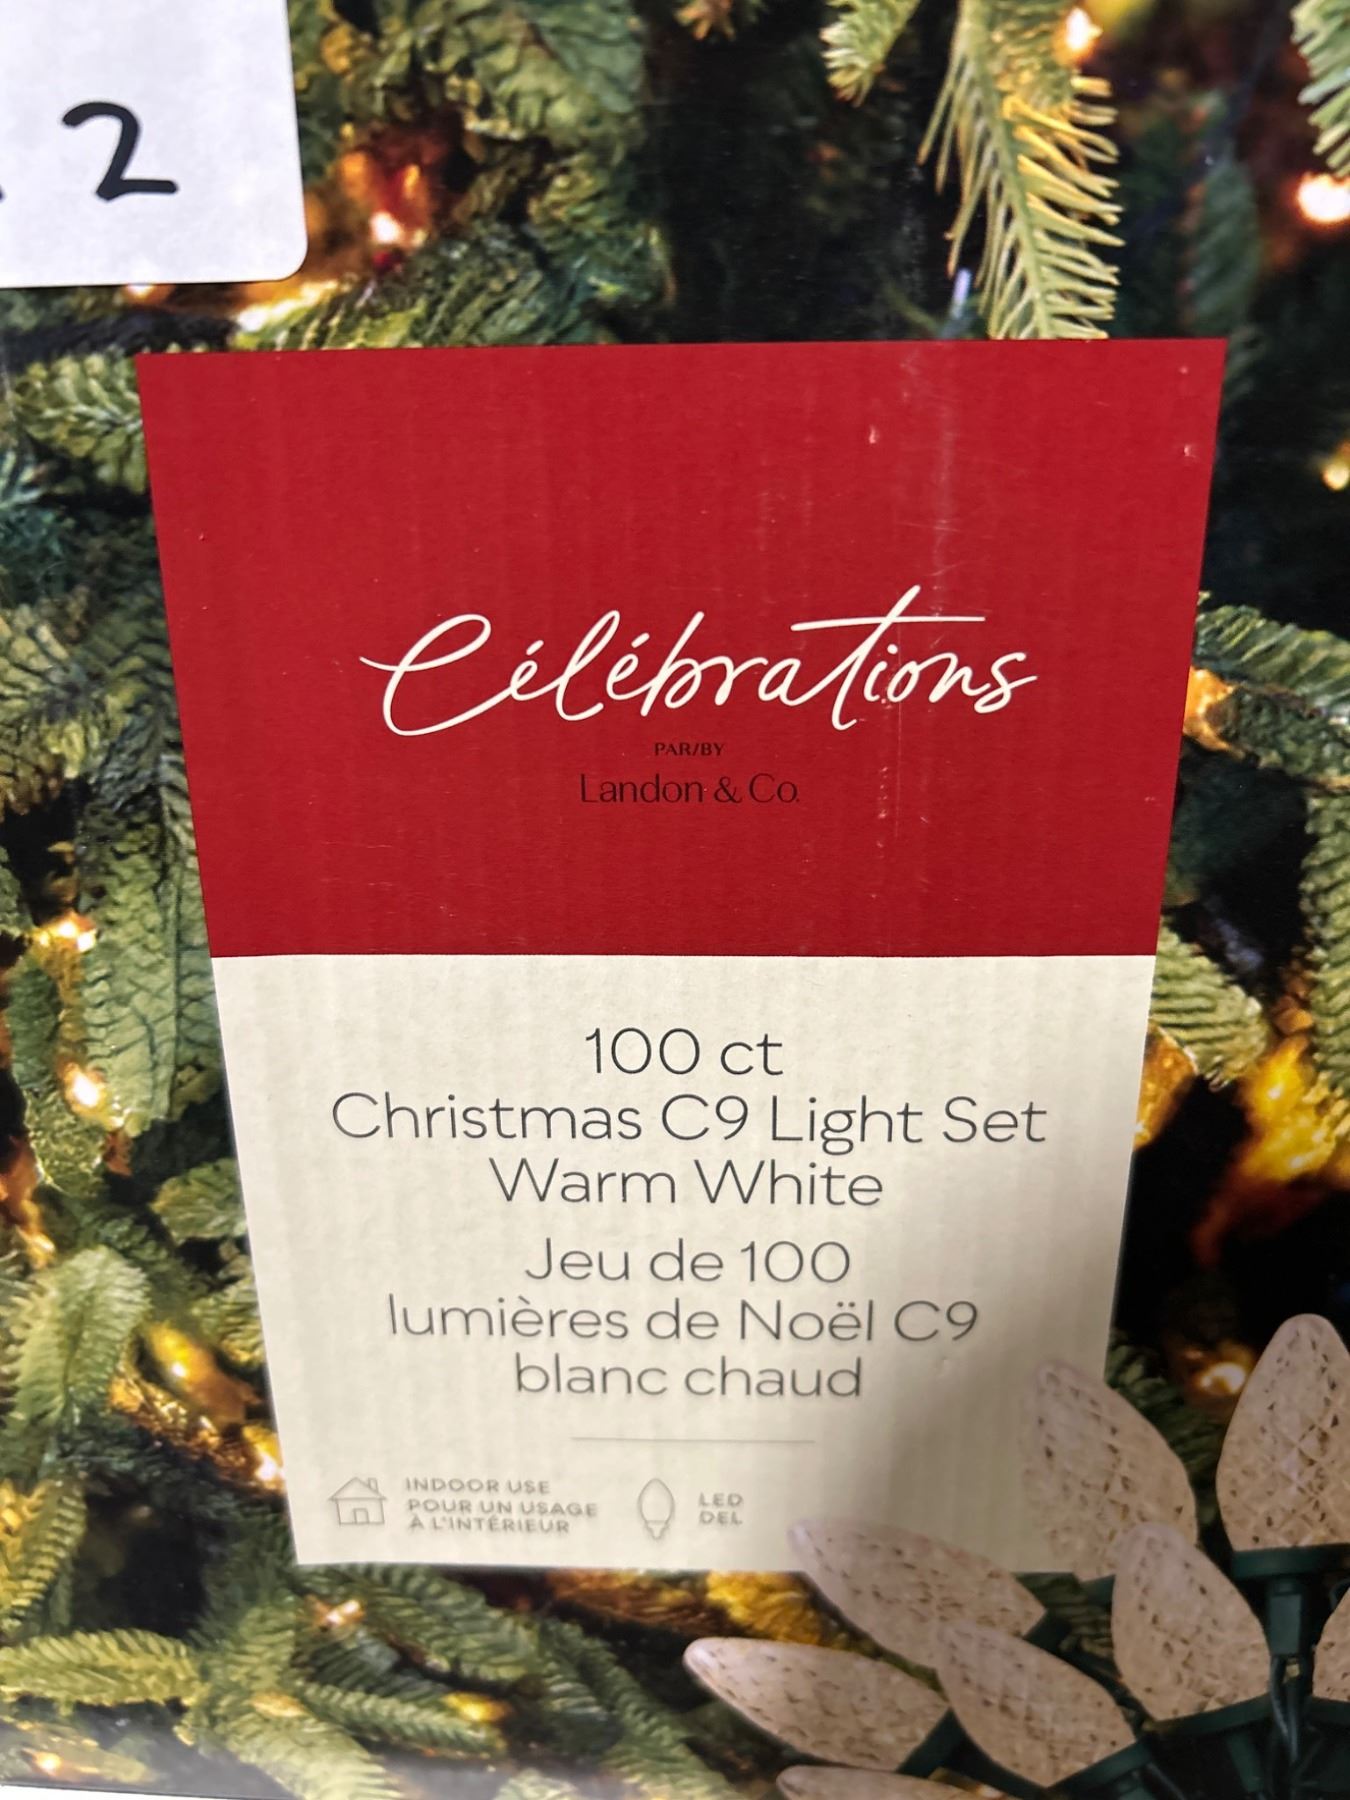 2
Célébrations
PAR/BY
Landon & Co.
100 ct
Christmas C9 Light Set
Warm White
Jeu de 100
lumières de Noël C9
blanc chaud
INDOOR USE
POUR UN USAGE
À L'INTÉRIEUR
LED
DEL